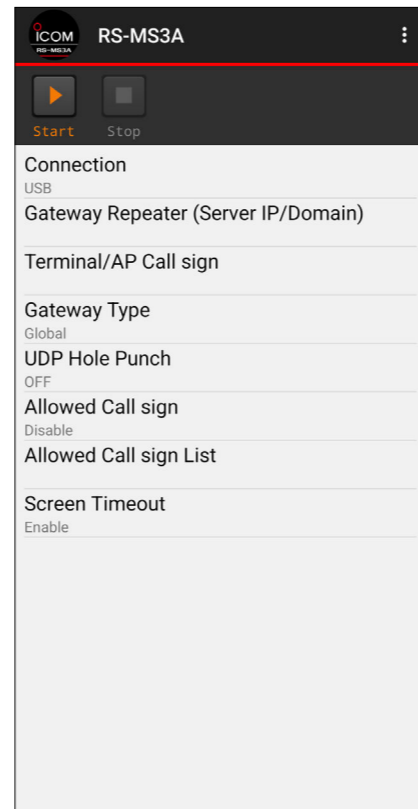 ICOM
RS-MS3A
RS-MS3A
Start Stop
Connection
USB
Gateway Repeater (Server IP/Domain)
Terminal/AP Call sign
Gateway Type
Global
UDP Hole Punch
OFF
Allowed Call sign
Disable
Allowed Call sign List
Screen Timeout
Enable